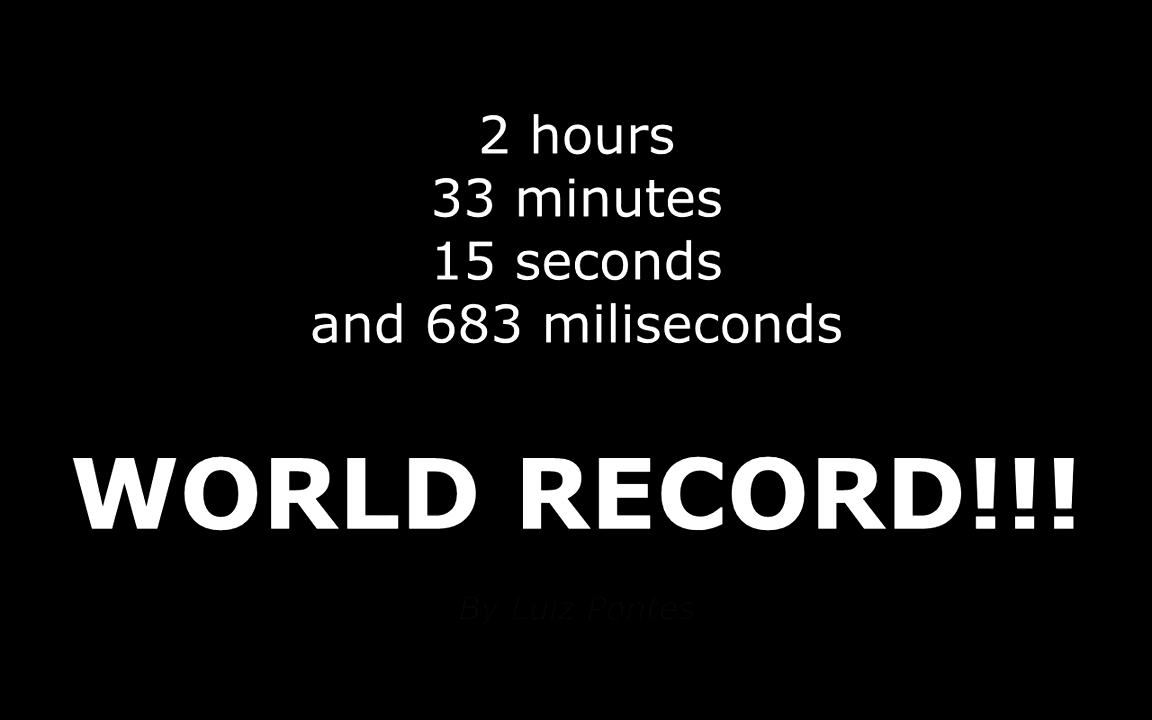 2 hours
33 minutes
15 seconds
and 683 miliseconds
WORLD RECORD!!!
By Luiz Pontes